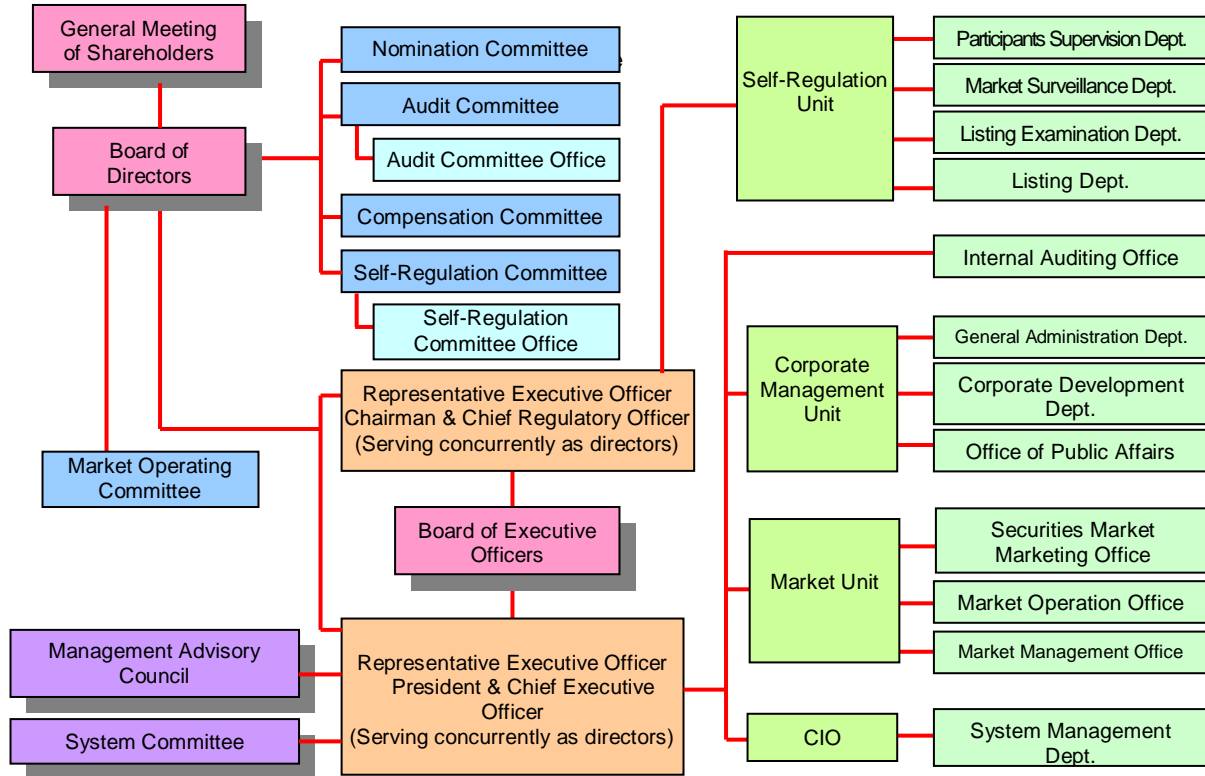 General Meeting
of Shareholders
Board of
Directors
Nomination Committee
Audit Committee
Audit Committee Office
Compensation Committee
Self-Regulation Committee
Self-Regulation
Committee Office
Market Operating
Committee
Representative Executive Officer
Chairman & Chief Regulatory Officer
(Serving concurrently as directors)
Board of Executive
Officers
Management Advisory
Council
System Committee
Representative Executive Officer
President & Chief Executive
Officer
(Serving concurrently as directors)
Self-Regulation
Unit
Participants Supervision Dept.
Market Surveillance Dept.
Listing Examination Dept.
Listing Dept.
Internal Auditing Office
Corporate
Management
Unit
General Administration Dept.
Corporate Development
Dept.
Office of Public Affairs
Market Unit
Securities Market
Marketing Office
Market Operation Office
Market Management Office
CIO
System Management
Dept.